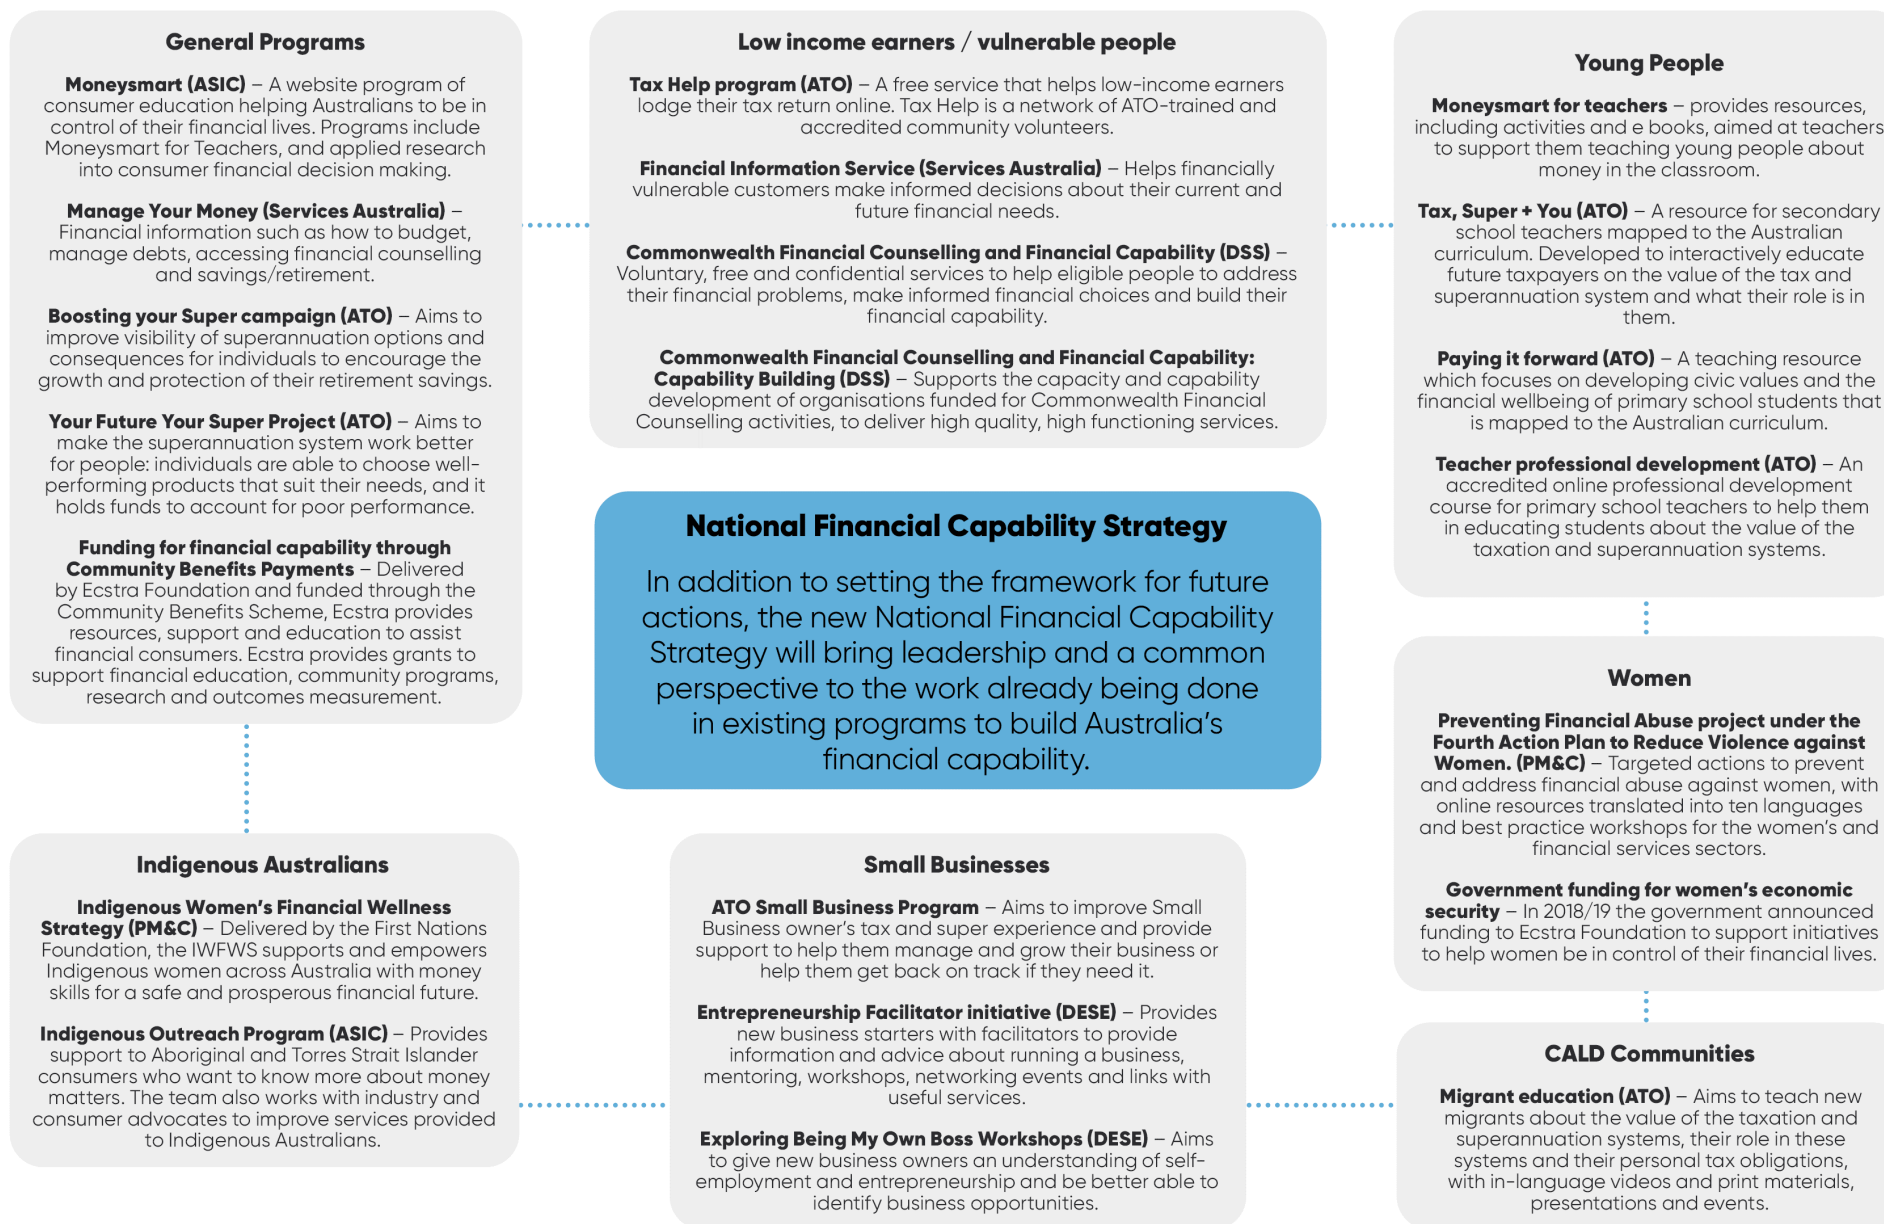 General Programs
Moneysmart (ASIC) – A website program of
consumer education helping Australians to be in
control of their financial lives. Programs include
Moneysmart for Teachers, and applied research
into consumer financial decision making.
Manage Your Money (Services Australia) –
Financial information such as how to budget,
manage debts, accessing financial counselling
and savings/retirement.
Boosting your Super campaign (ATO) – Aims to
improve visibility of superannuation options and
consequences for individuals to encourage the
growth and protection of their retirement savings.
Your Future Your Super Project (ATO) – Aims to
make the superannuation system work better
for people: individuals are able to choose well-
performing products that suit their needs, and it
holds funds to account for poor performance.
Funding for financial capability through
Community Benefits Payments – Delivered
by Ecstra Foundation and funded through the
Community Benefits Scheme, Ecstra provides
resources, support and education to assist
financial consumers. Ecstra provides grants to
support financial education, community programs,
research and outcomes measurement.
Low income earners / vulnerable people
Tax Help program (ATO) – A free service that helps low-income earners
lodge their tax return online. Tax Help is a network of ATO-trained and
accredited community volunteers.
Financial Information Service (Services Australia) – Helps financially
vulnerable customers make informed decisions about their current and
future financial needs.
Commonwealth Financial Counselling and Financial Capability (DSS) –
Voluntary, free and confidential services to help eligible people to address
their financial problems, make informed financial choices and build their
financial capability.
Commonwealth Financial Counselling and Financial Capability:
Capability Building (DSS) – Supports the capacity and capability
development of organisations funded for Commonwealth Financial
Counselling activities, to deliver high quality, high functioning services.
Young People
Moneysmart for teachers – provides resources,
including activities and e books, aimed at teachers
to support them teaching young people about
money in the classroom.
Tax, Super + You (ATO) – A resource for secondary
school teachers mapped to the Australian
curriculum. Developed to interactively educate
future taxpayers on the value of the tax and
superannuation system and what their role is in
them.
Paying it forward (ATO) – A teaching resource
which focuses on developing civic values and the
financial wellbeing of primary school students that
is mapped to the Australian curriculum.
Teacher professional development (ATO) – An
accredited online professional development
course for primary school teachers to help them
in educating students about the value of the
taxation and superannuation systems.
National Financial Capability Strategy
In addition to setting the framework for future
actions, the new National Financial Capability
Strategy will bring leadership and a common
perspective to the work already being done
in existing programs to build Australia's
financial capability.
Women
Preventing Financial Abuse project under the
Fourth Action Plan to Reduce Violence against
Women. (PM&C) – Targeted actions to prevent
and address financial abuse against women, with
online resources translated into ten languages
and best practice workshops for the women's and
financial services sectors.
Government funding for women's economic
security – In 2018/19 the government announced
funding to Ecstra Foundation to support initiatives
to help women be in control of their financial lives.
Indigenous Australians
Indigenous Women's Financial Wellness
Strategy (PM&C) – Delivered by the First Nations
Foundation, the IWFWS supports and empowers
Indigenous women across Australia with money
skills for a safe and prosperous financial future.
Indigenous Outreach Program (ASIC) – Provides
support to Aboriginal and Torres Strait Islander
consumers who want to know more about money
matters. The team also works with industry and
consumer advocates to improve services provided
to Indigenous Australians.
Small Businesses
ATO Small Business Program – Aims to improve Small
Business owner's tax and super experience and provide
support to help them manage and grow their business or
help them get back on track if they need it.
Entrepreneurship Facilitator initiative (DESE) – Provides
new business starters with facilitators to provide
information and advice about running a business,
mentoring, workshops, networking events and links with
useful services.
Exploring Being My Own Boss Workshops (DESE) – Aims
to give new business owners an understanding of self-
employment and entrepreneurship and be better able to
identify business opportunities.
CALD Communities
Migrant education (ATO) – Aims to teach new
migrants about the value of the taxation and
superannuation systems, their role in these
systems and their personal tax obligations,
with in-language videos and print materials,
presentations and events.